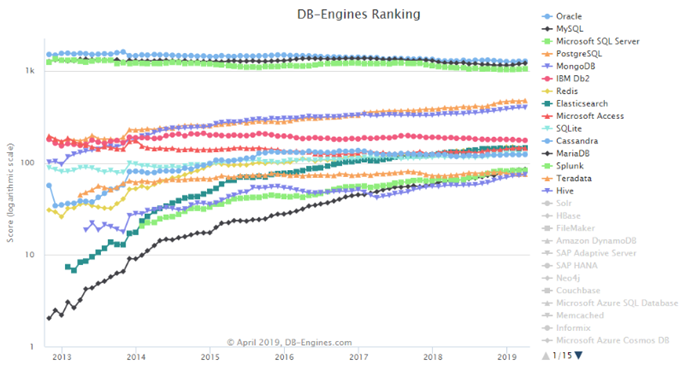 DB-Engines Ranking
Score (logarithmic scale)
1k
100
10
1
2013
2014
2015
2016
2017
2018
2019
© April 2019, DB-Engines.com
Oracle
MySQL
Microsoft SQL Server
PostgreSQL
MongoDB
IBM Db2
Redis
Elasticsearch
Microsoft Access
SQLite
Cassandra
MariaDB
Splunk
Teradata
Hive
Solr
HBase
FileMaker
Amazon DynamoDB
SAP Adaptive Server
SAP HANA
Neo4j
Couchbase
Microsoft Azure SQL Database
Memcached
Informix
Microsoft Azure Cosmos DB
1/15